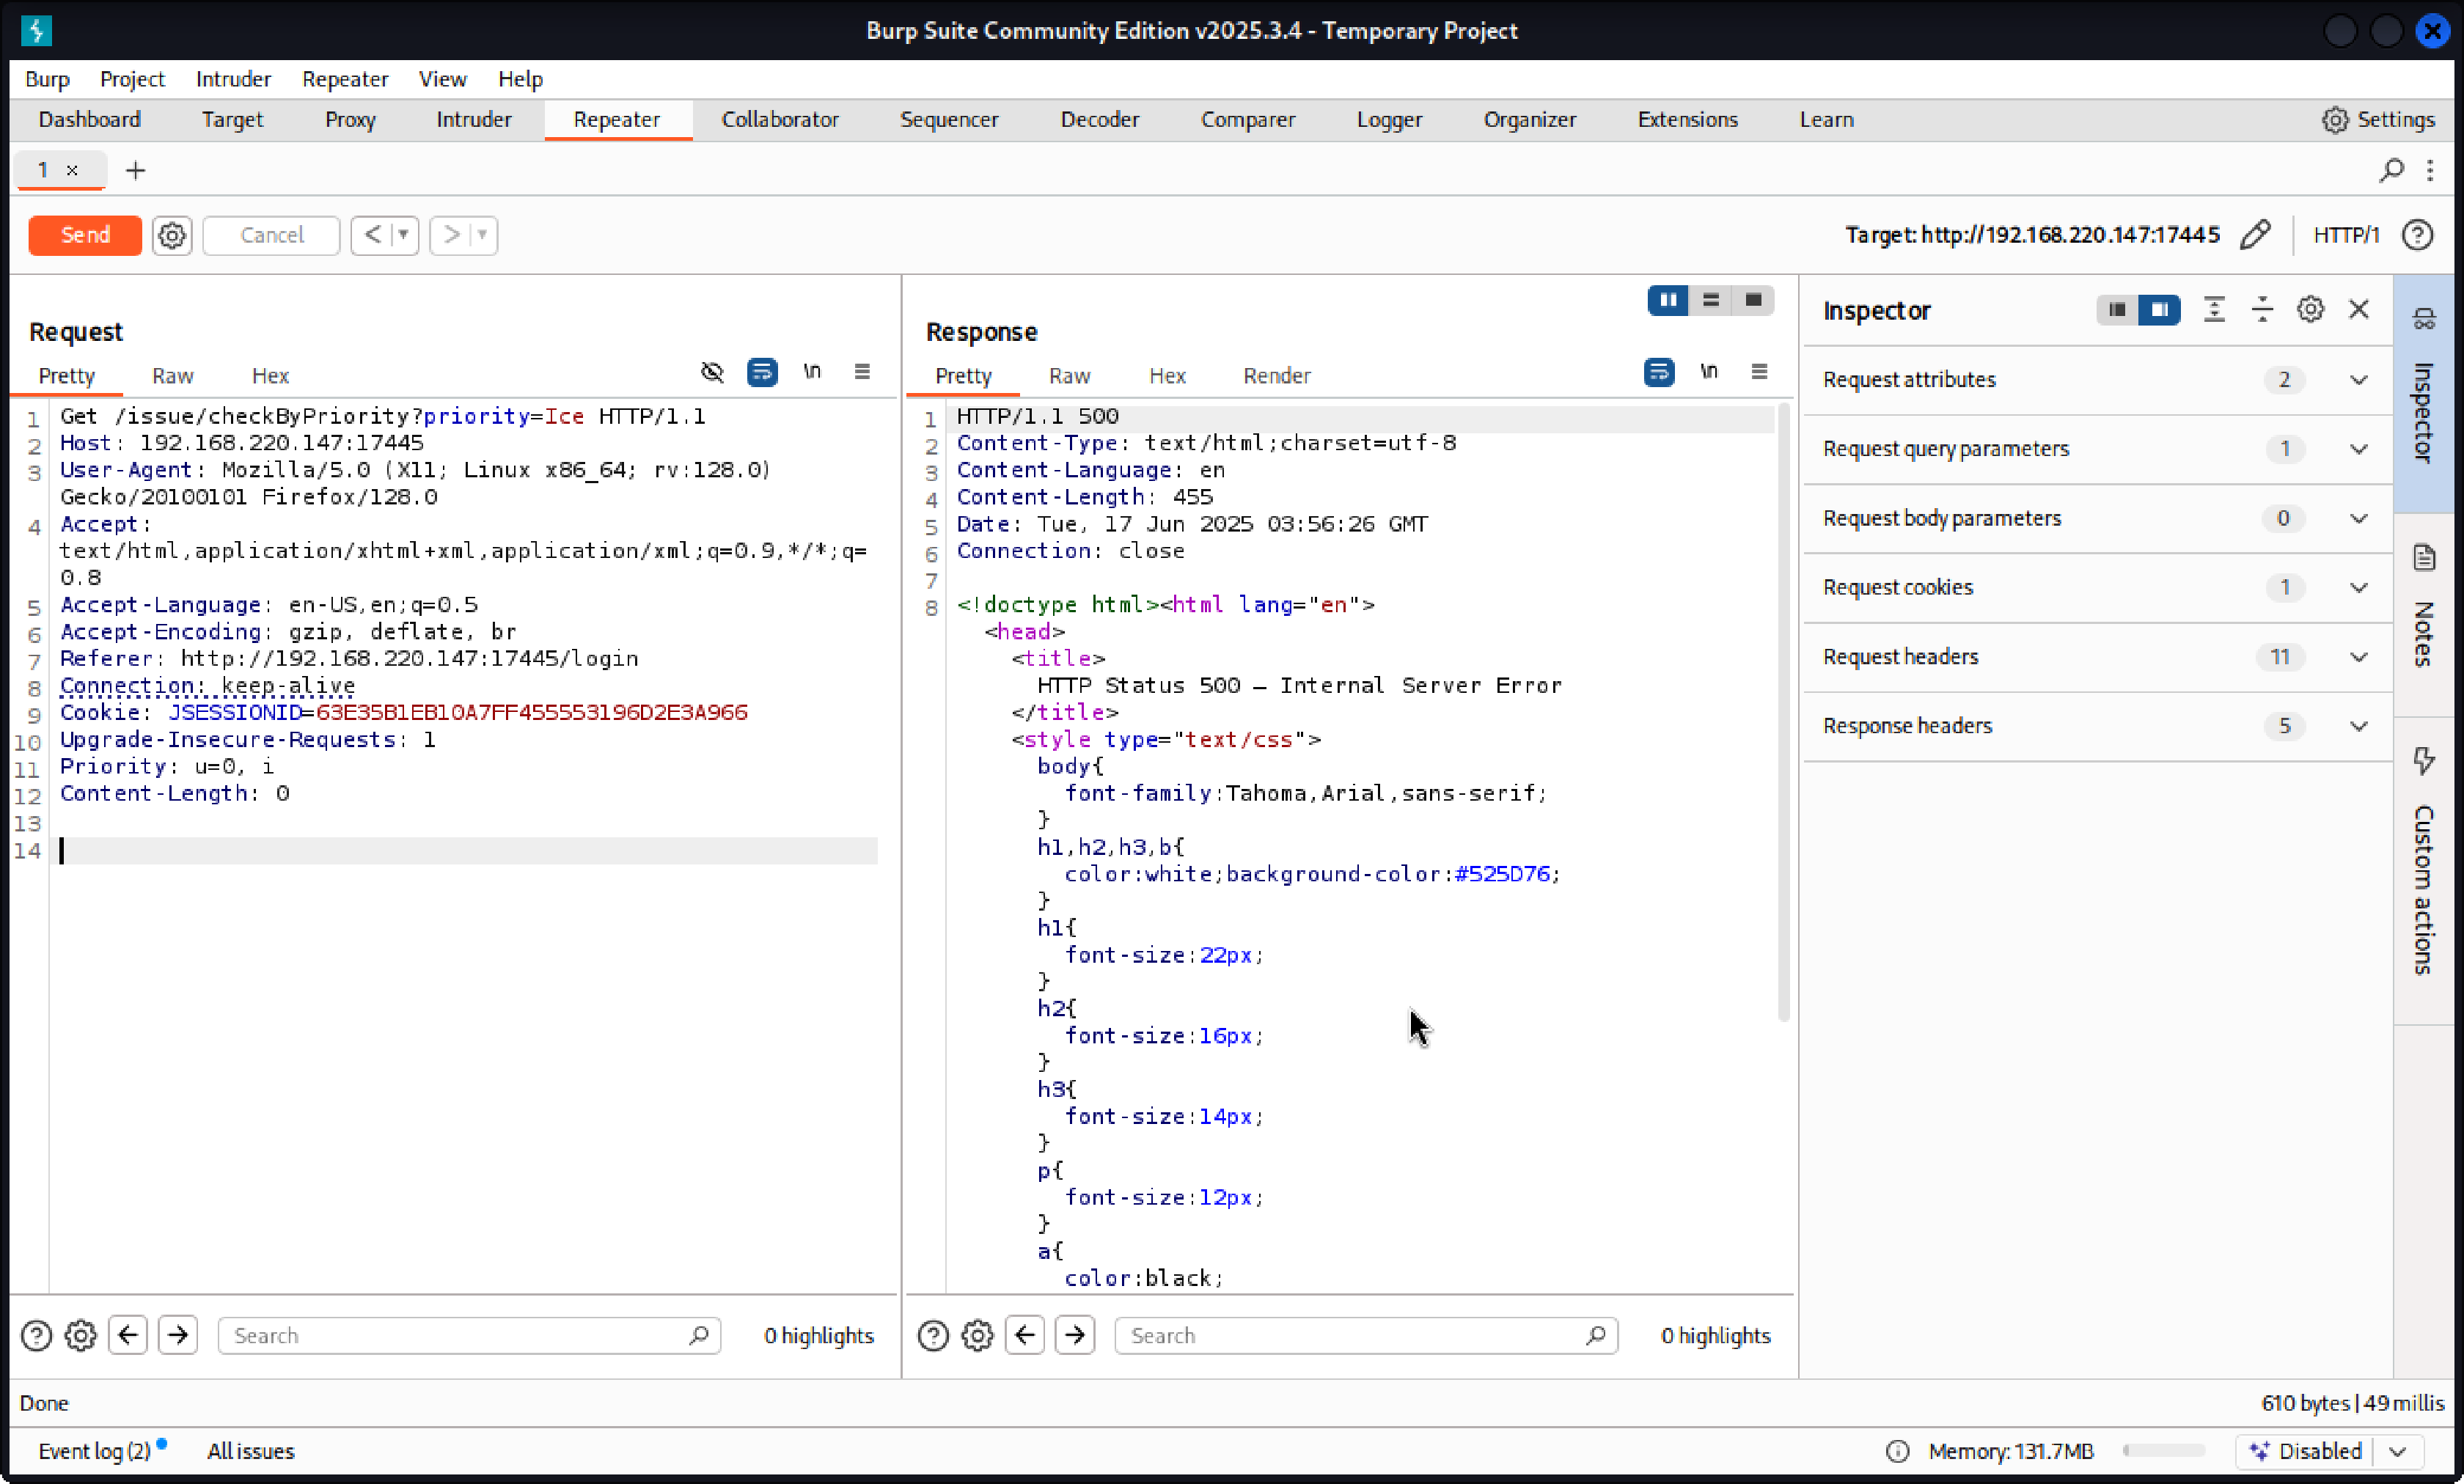 Burp Suite Community Edition v2025.3.4 - Temporary Project
Burp Project Intruder Repeater View Help
Dashboard Target Proxy Intruder Repeater Collaborator Sequencer Decoder Comparer Logger Organizer Extensions Learn Settings
1 × +
Send Cancel < > Target: http://192.168.220.147:17445 HTTP/1
Request
Pretty Raw Hex \n
1 Get /issue/checkByPriority?priority=Ice HTTP/1.1
2 Host: 192.168.220.147:17445
3 User-Agent: Mozilla/5.0 (X11; Linux x86_64; rv:128.0)
Gecko/20100101 Firefox/128.0
4 Accept:
text/html,application/xhtml+xml,application/xml;q=0.9,*/*;q=
0.8
5 Accept-Language: en-US,en;q=0.5
6 Accept-Encoding: gzip, deflate, br
7 Referer: http://192.168.220.147:17445/login
8 Connection: keep-alive
9 Cookie: JSESSIONID=63E35B1EB10A7FF455553196D2E3A966
10 Upgrade-Insecure-Requests: 1
11 Priority: u=0, i
12 Content-Length: 0
13
14
Search 0 highlights
Response
Pretty Raw Hex Render \n
1 HTTP/1.1 500
2 Content-Type: text/html;charset=utf-8
3 Content-Language: en
4 Content-Length: 455
5 Date: Tue, 17 Jun 2025 03:56:26 GMT
6 Connection: close
7
8 <!doctype html><html lang="en">
<head>
<title>
HTTP Status 500 – Internal Server Error
</title>
<style type="text/css">
body{
font-family:Tahoma,Arial,sans-serif;
}
h1,h2,h3,b{
color:white;background-color:#525D76;
}
h1{
font-size:22px;
}
h2{
font-size:16px;
}
h3{
font-size:14px;
}
p{
font-size:12px;
}
a{
color:black;
Search 0 highlights
Inspector
Request attributes 2
Request query parameters 1
Request body parameters 0
Request cookies 1
Request headers 11
Response headers 5
Inspector
Notes
Custom actions
Done 610 bytes | 49 millis
Event log (2) All issues Memory: 131.7MB Disabled